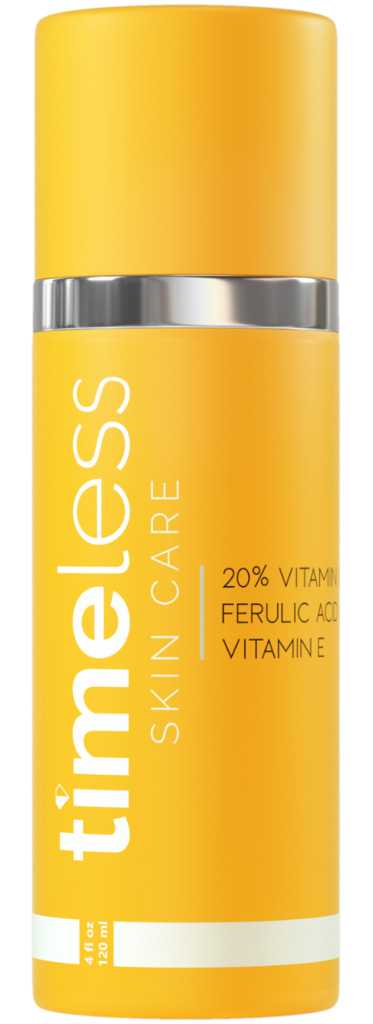 timeless
SKIN CARE
20% VITAMIN
FERULIC ACID
VITAMIN E
4 fl oz
120 ml